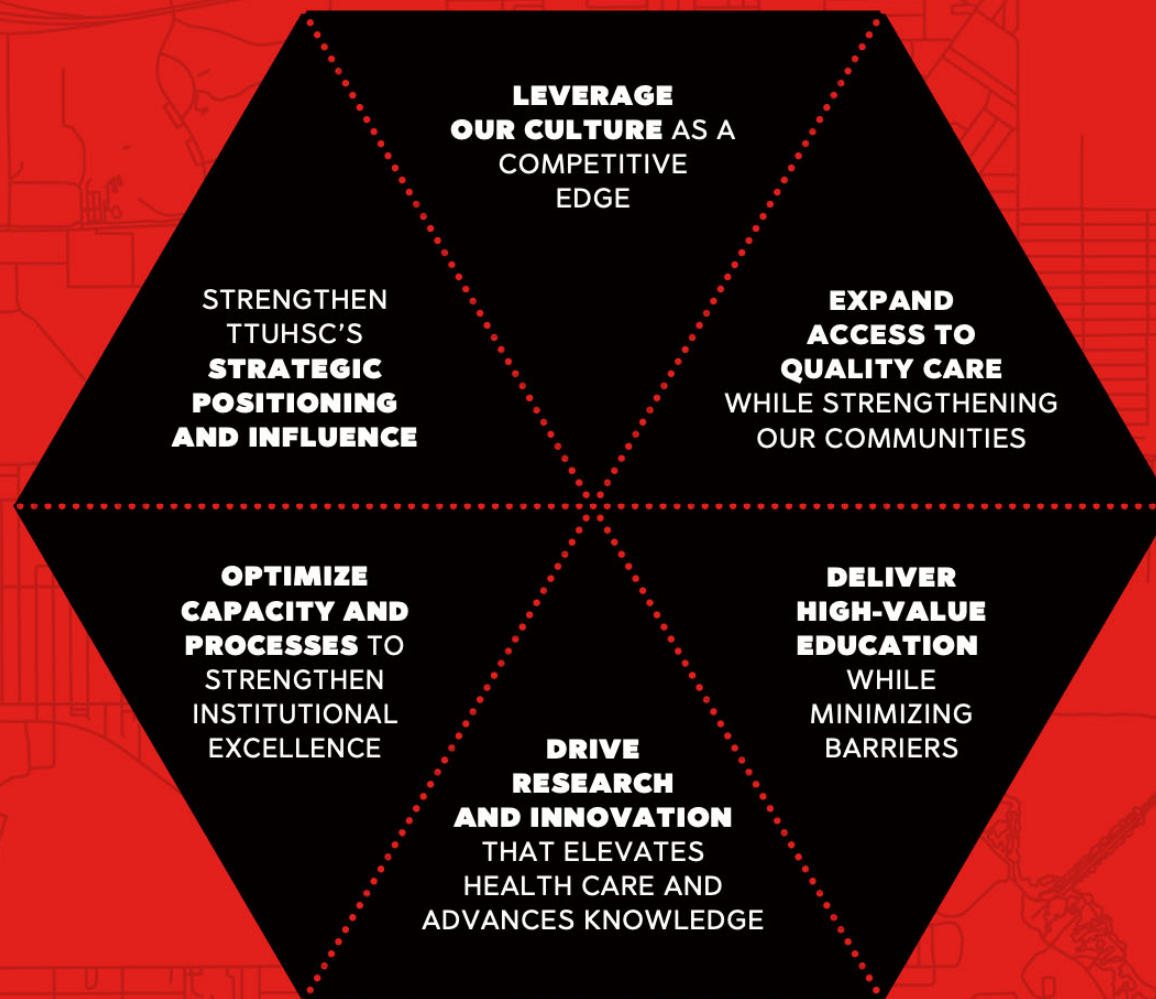 LEVERAGE
OUR CULTURE AS A
COMPETITIVE
EDGE
STRENGTHEN
TTUHSC'S
STRATEGIC
POSITIONING
AND INFLUENCE
EXPAND
ACCESS TO
QUALITY CARE
WHILE STRENGTHENING
OUR COMMUNITIES
OPTIMIZE
CAPACITY AND
PROCESSES TO
STRENGTHEN
INSTITUTIONAL
EXCELLENCE
DELIVER
HIGH-VALUE
EDUCATION
WHILE
MINIMIZING
BARRIERS
DRIVE
RESEARCH
AND INNOVATION
THAT ELEVATES
HEALTH CARE AND
ADVANCES KNOWLEDGE